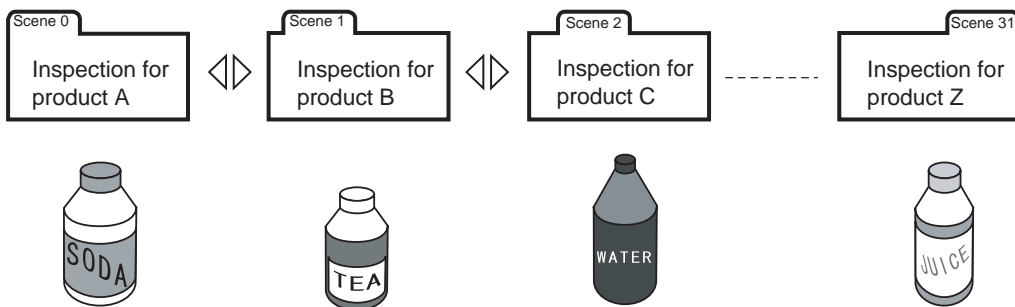 Scene 0
Inspection for
product A
Scene 1
Inspection for
product B
Scene 2
Inspection for
product C
Scene 31
Inspection for
product Z
SODA
TEA
WATER
JUICE